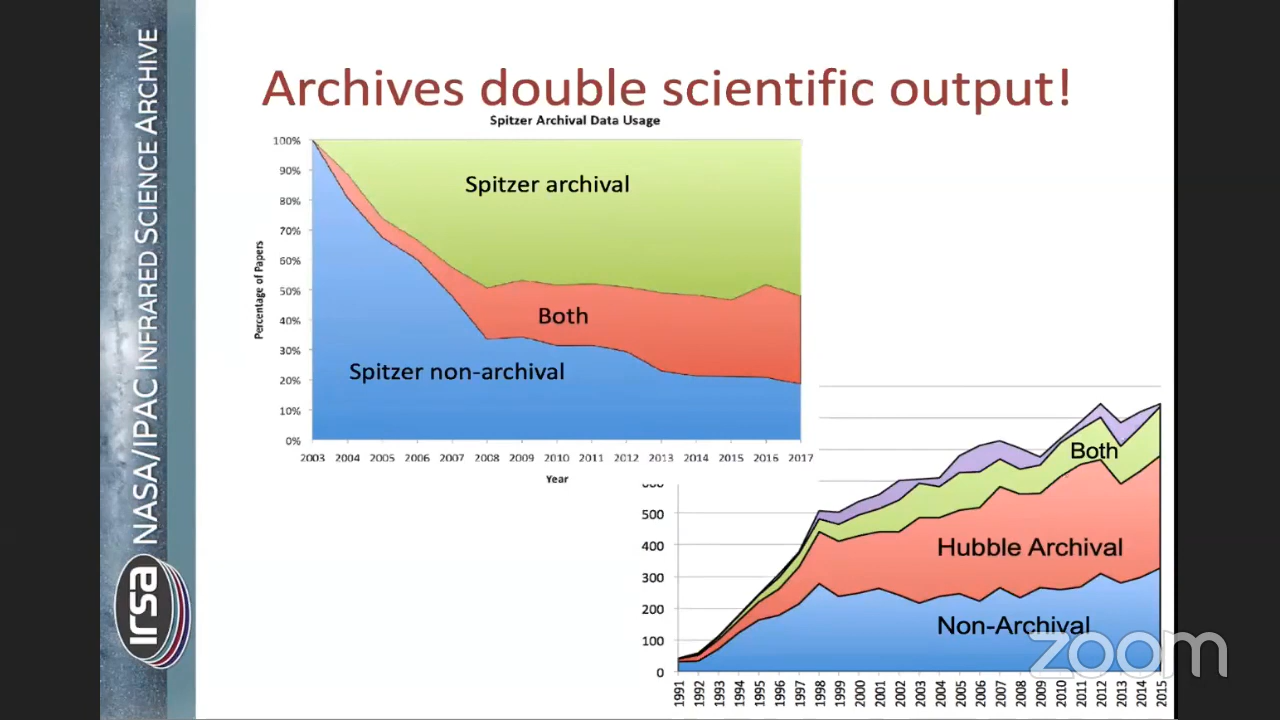 Archives double scientific output!
NASA/IPAC INFRARED SCIENCE ARCHIVE
irsa
Spitzer Archival Data Usage
Percentage of Papers
100%
90%
80%
70%
60%
50%
40%
30%
20%
10%
0%
Spitzer archival
Both
Spitzer non-archival
2003 2004 2005 2006 2007 2008 2009 2010 2011 2012 2013 2014 2015 2016 2017
Year
500
400
300
200
100
0
Both
Hubble Archival
Non-Archival
1991 1992 1993 1994 1995 1996 1997 1998 1999 2000 2001 2002 2003 2004 2005 2006 2007 2008 2009 2010 2011 2012 2013 2014 2015
zoom